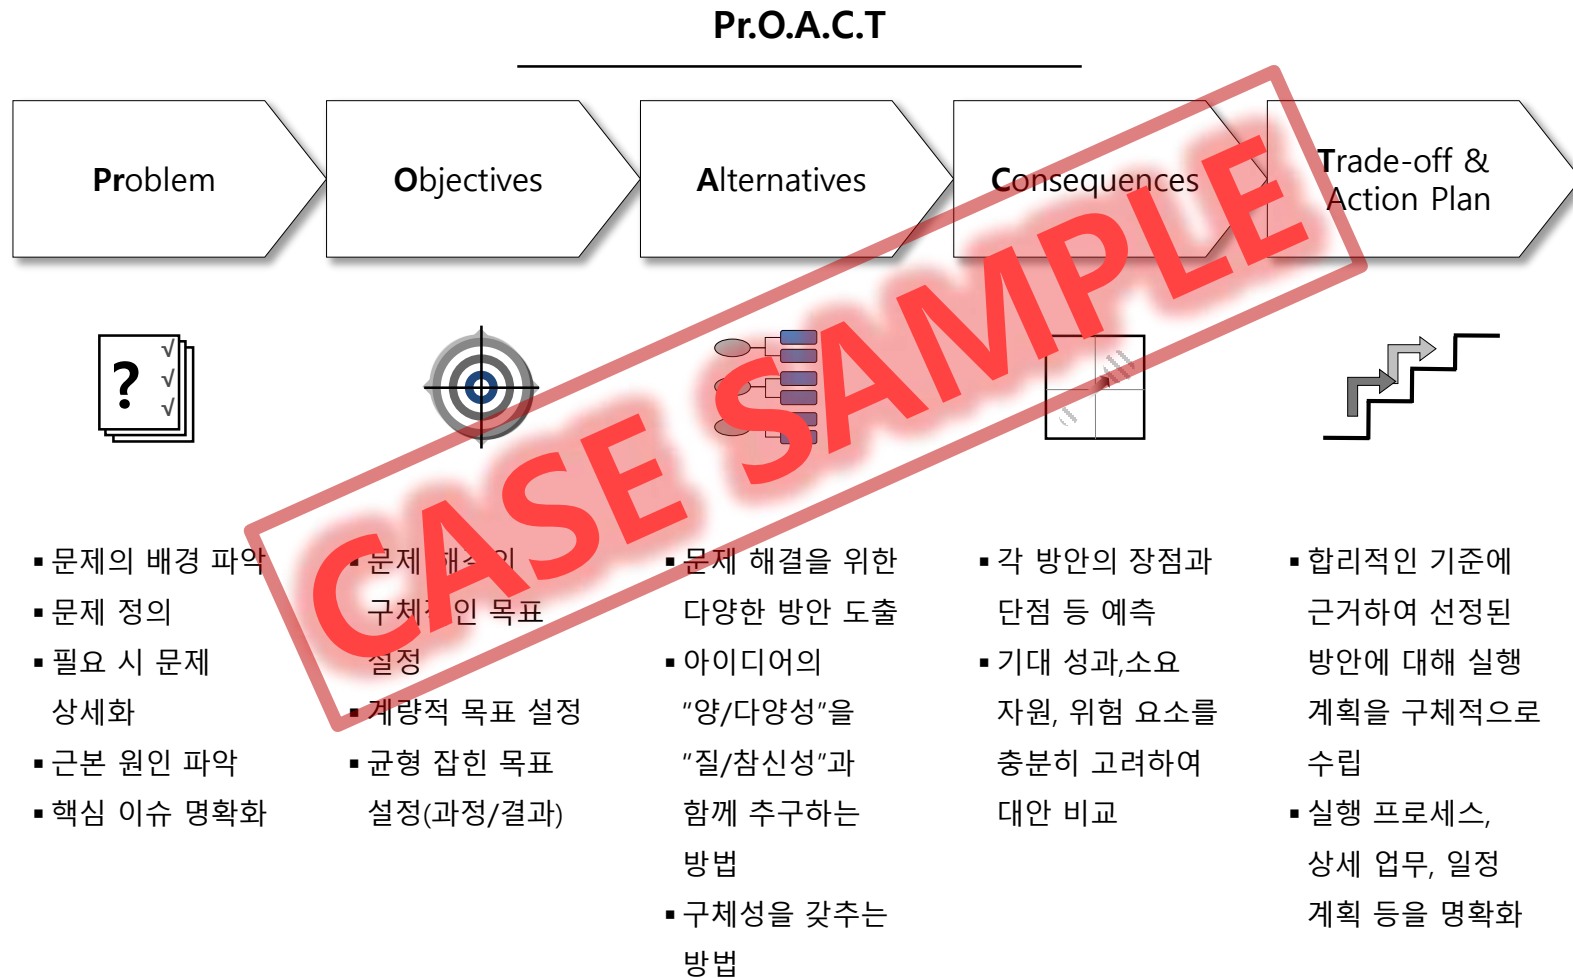 Pr.O.A.C.T
Problem
Objectives
Alternatives
Consequences
Trade-off &
Action Plan
?
√
√
√
CASE SAMPLE
▪ 문제의 배경 파악
▪ 문제 정의
▪ 필요 시 문제
상세화
▪ 근본 원인 파악
▪ 핵심 이슈 명확화
문제
구체적인 목표
설정
▪ 계량적 목표 설정
▪ 균형 잡힌 목표
설정(과정/결과)
▪ 문제 해결을 위한
다양한 방안 도출
▪ 아이디어의
"양/다양성"을
"질/참신성"과
함께 추구하는
방법
▪ 구체성을 갖추는
방법
▪ 각 방안의 장점과
단점 등 예측
▪ 기대 성과,소요
자원, 위험 요소를
충분히 고려하여
대안 비교
▪ 합리적인 기준에
근거하여 선정된
방안에 대해 실행
계획을 구체적으로
수립
▪ 실행 프로세스,
상세 업무, 일정
계획 등을 명확화